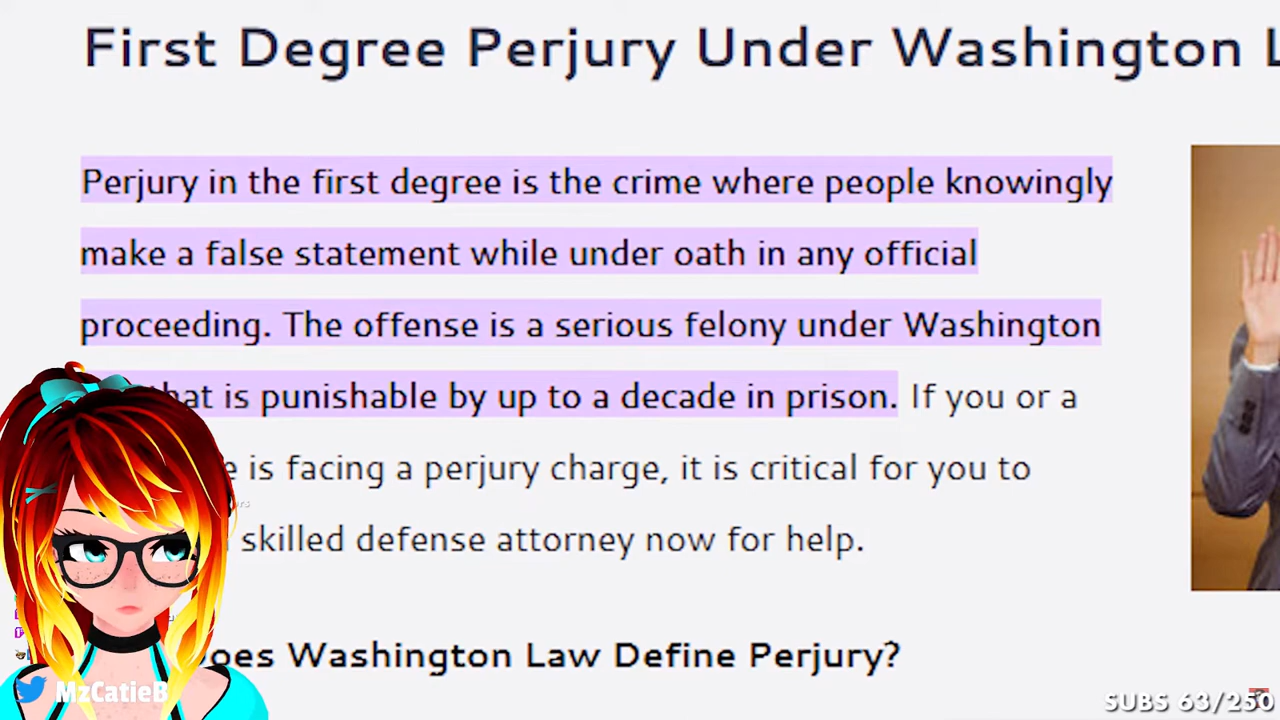 First Degree Perjury Under Washington L
Perjury in the first degree is the crime where people knowingly
make a false statement while under oath in any official
proceeding. The offense is a serious felony under Washington
hat is punishable by up to a decade in prison. If you or a
e is facing a perjury charge, it is critical for you to
skilled defense attorney now for help.
oes Washington Law Define Perjury?
MzCatieB
SUBS 63/250